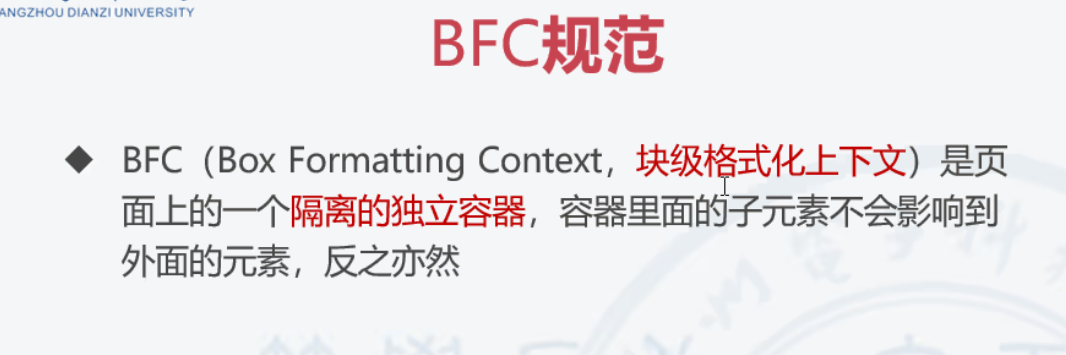 ANGZHOU DIANZI UNIVERSITY
BFC规范
BFC（Box Formatting Context，块级格式化上下文）是页
面上的一个隔离的独立容器，容器里面的子元素不会影响到
外面的元素，反之亦然